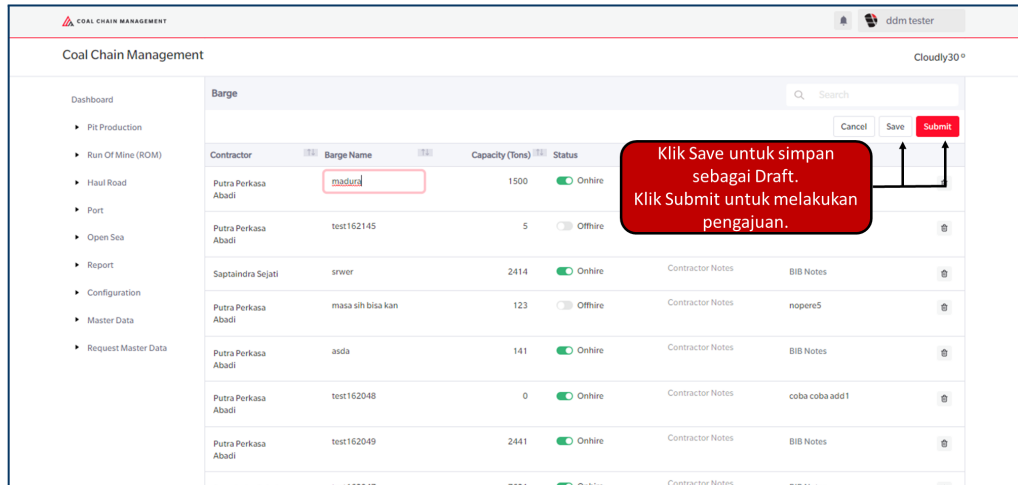 COAL CHAIN MANAGEMENT
ddm tester
Coal Chain Management
Cloudly30°
Dashboard
Pit Production
Run Of Mine (ROM)
Haul Road
Port
Open Sea
Report
Configuration
Master Data
Request Master Data
Barge
Search
Cancel Save Submit
Contractor Barge Name Capacity (Tons) Status
Klik Save untuk simpan
sebagai Draft.
Klik Submit untuk melakukan
pengajuan.
Putra Perkasa Abadi madura 1500 Onhire
Putra Perkasa Abadi test162145 5 Offhire
Saptaindra Sejati srwer 2414 Onhire Contractor Notes BIB Notes
Putra Perkasa Abadi masa sih bisa kan 123 Offhire Contractor Notes nopere5
Putra Perkasa Abadi asda 141 Onhire Contractor Notes BIB Notes
Putra Perkasa Abadi test162048 0 Onhire Contractor Notes coba coba add1
Putra Perkasa Abadi test162049 2441 Onhire Contractor Notes BIB Notes
Contractor Notes